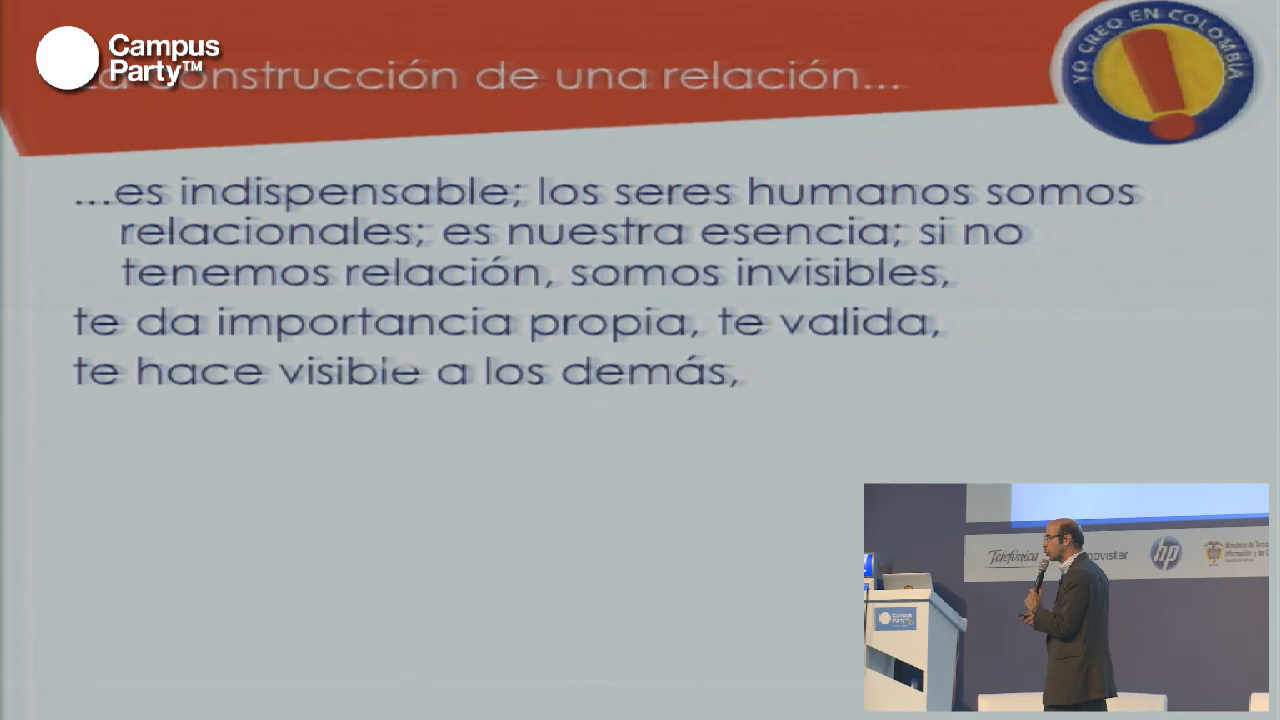 Campus
Party™
construcción de una relación...
YO CREO EN COLOMBIA
...es indispensable; los seres humanos somos
relacionales; es nuestra esencia; si no
tenemos relación, somos invisibles,
te da importancia propia, te valida,
te hace visible a los demás,
Telefónica
movistar
hp
Campus
Party